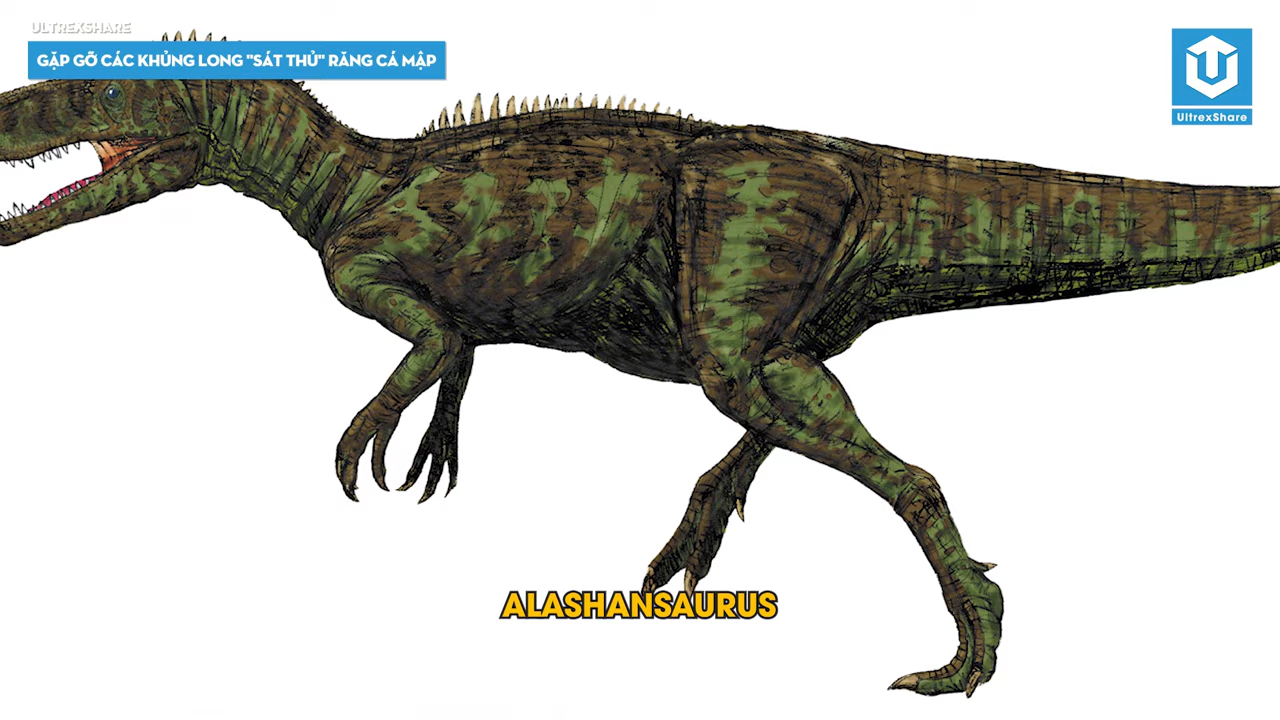 ULTREXSHARE
GẶP GỠ CÁC KHỦNG LONG "SÁT THỦ" RĂNG CÁ MẬP
UltrexShare
ALASHANSAURUS